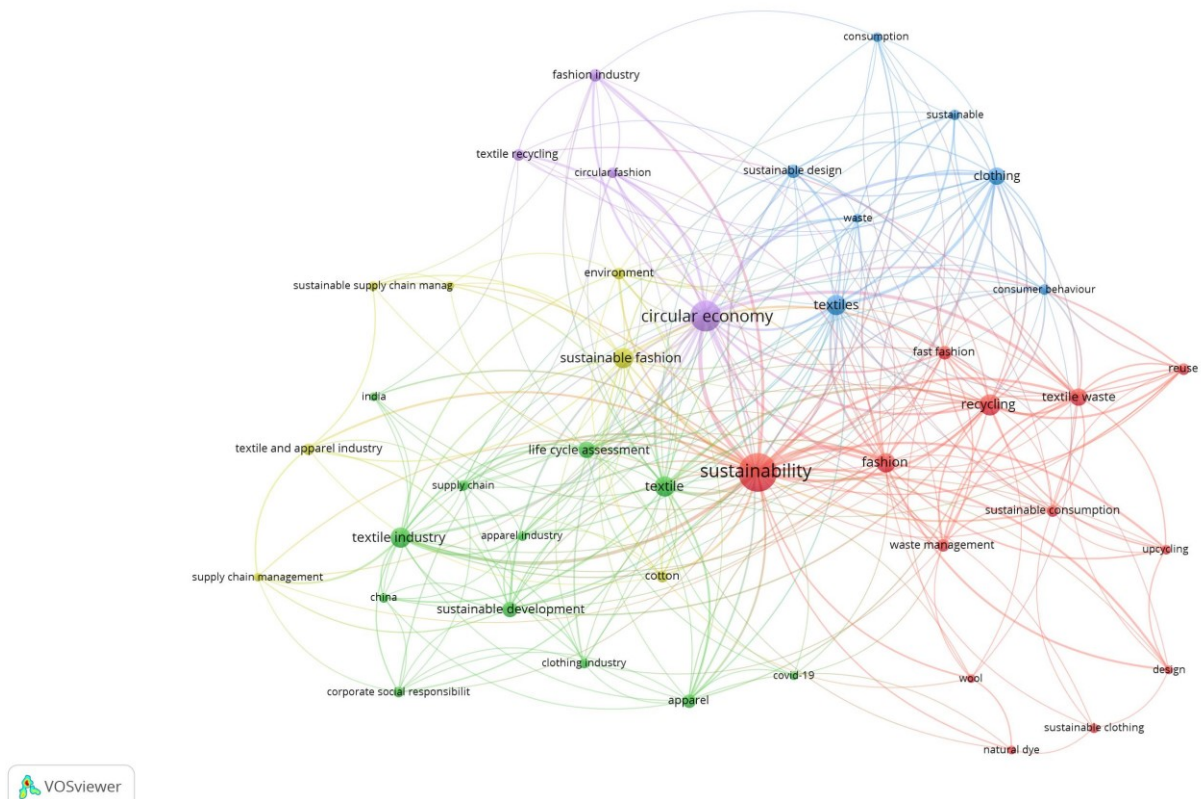 consumption
fashion industry
sustainable
textile recycling
circular fashion
sustainable design
clothing
waste
environment
sustainable supply chain manag
consumer behaviour
textiles
circular economy
fast fashion
sustainable fashion
reuse
india
textile waste
recycling
textile and apparel industry
life cycle assessment
fashion
sustainability
supply chain
textile
sustainable consumption
textile industry
apparel industry
waste management
upcycling
supply chain management
cotton
china
sustainable development
clothing industry
design
covid-19
wool
corporate social responsibilit
apparel
sustainable clothing
natural dye
VOSviewer